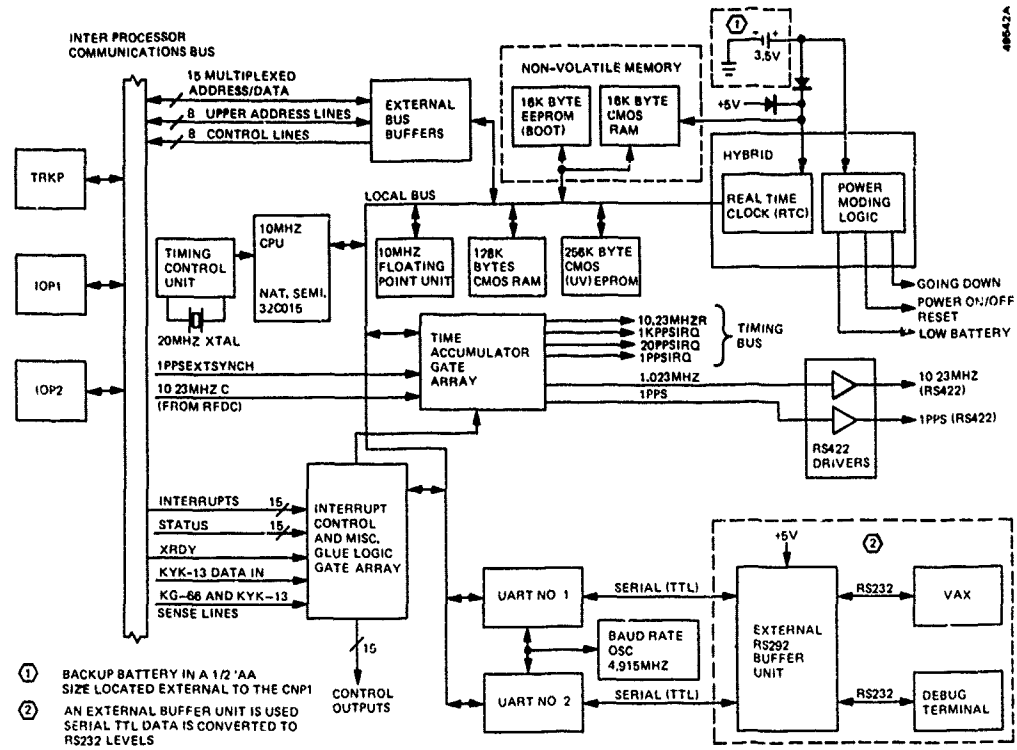 49542A
INTER PROCESSOR
COMMUNICATIONS BUS
15 MULTIPLEXED
ADDRESS/DATA
8 UPPER ADDRESS LINES
8 CONTROL LINES
EXTERNAL
BUS
BUFFERS
NON-VOLATILE MEMORY
16K BYTE
EEPROM
(BOOT)
16K BYTE
CMOS
RAM
1
- +
3.5V
+5V
HYBRID
REAL TIME
CLOCK (RTC)
POWER
MODING
LOGIC
GOING DOWN
POWER ON/OFF
RESET
LOW BATTERY
TRKP
IOP1
IOP2
LOCAL BUS
TIMING
CONTROL
UNIT
20MHZ XTAL
10MHZ
CPU
NAT. SEMI.
32C015
10MHZ
FLOATING
POINT UNIT
128K
BYTES
CMOS RAM
256K BYTE
CMOS
(UV) EPROM
TIME
ACCUMULATOR
GATE
ARRAY
10.23MHZR
1KPPSIRQ
20PPSIRQ
1PPSIRQ
TIMING
BUS
1PPSEXTSYNCH
10 23MHZ C
(FROM RFDC)
1.023MHZ
1PPS
RS422
DRIVERS
10 23MHZ
(RS422)
1PPS (RS422)
INTERRUPTS 15
STATUS 15
XRDY
KYK-13 DATA IN
KG-66 AND KYK-13
SENSE LINES
INTERRUPT
CONTROL
AND MISC.
GLUE LOGIC
GATE ARRAY
15
CONTROL
OUTPUTS
UART NO 1
UART NO 2
SERIAL (TTL)
SERIAL (TTL)
BAUD RATE
OSC
4.915MHZ
+5V
2
EXTERNAL
RS292
BUFFER
UNIT
RS232
VAX
RS232
DEBUG
TERMINAL
1 BACKUP BATTERY IN A 1/2 'AA
SIZE LOCATED EXTERNAL TO THE CNP1
2 AN EXTERNAL BUFFER UNIT IS USED
SERIAL TTL DATA IS CONVERTED TO
RS232 LEVELS